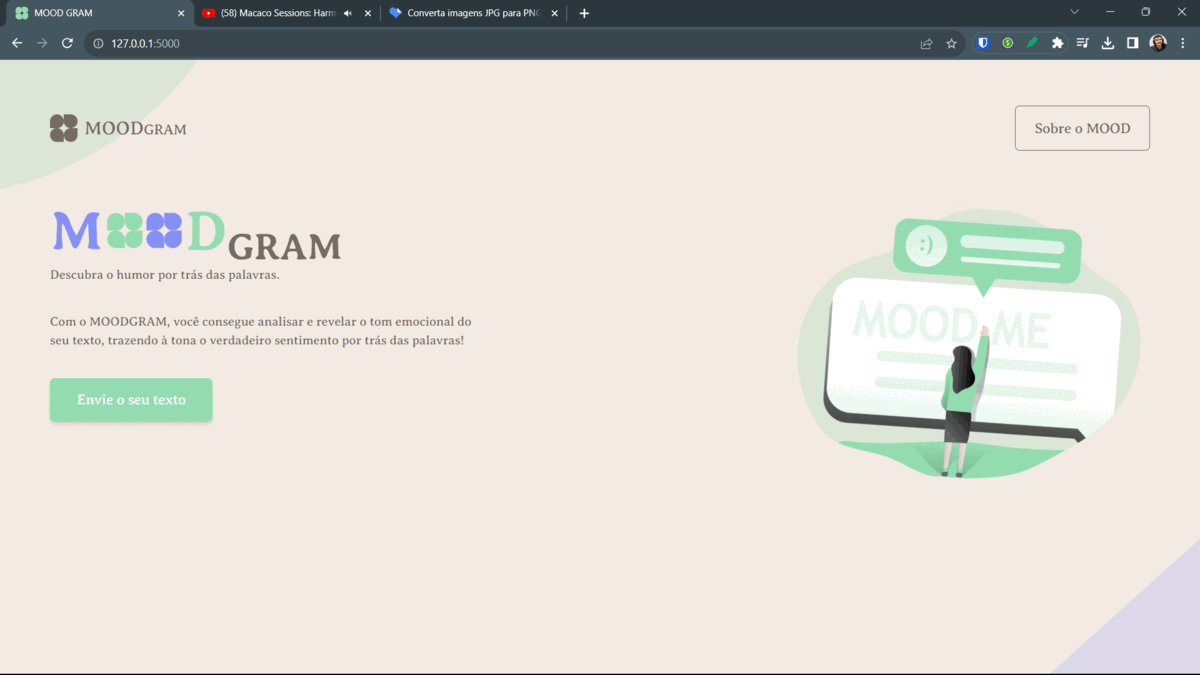 MOOD GRAM
(58) Macaco Sessions: Harm
Converta imagens JPG para PNG
127.0.0.1:5000
MOODGRAM
Sobre o MOOD
MOOD GRAM
Descubra o humor por trás das palavras.
Com o MOODGRAM, você consegue analisar e revelar o tom emocional do
seu texto, trazendo à tona o verdadeiro sentimento por trás das palavras!
Envie o seu texto
:)
MOOD ME